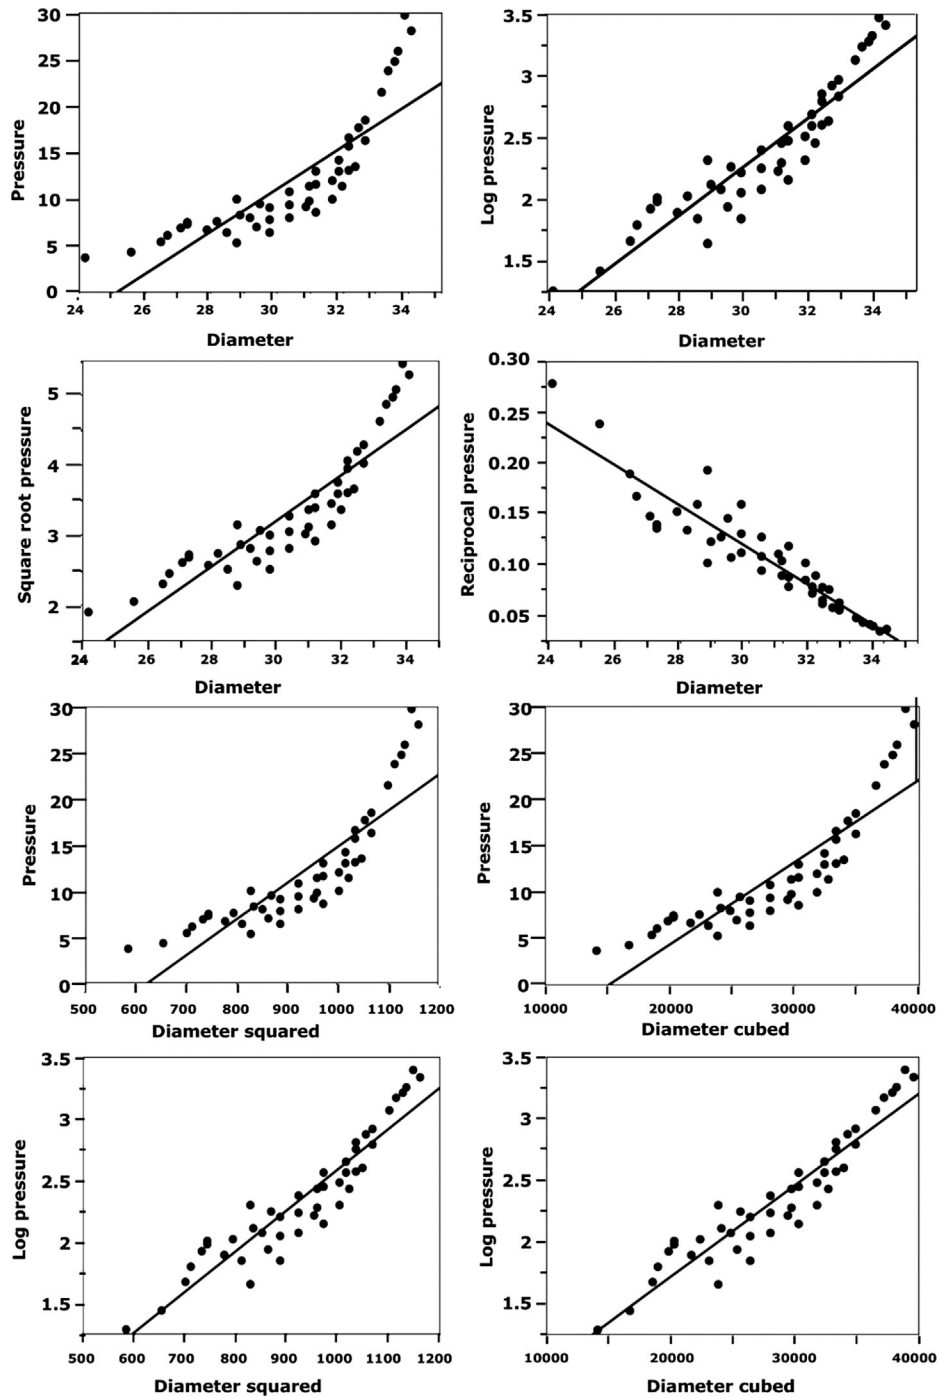 30
25
20
15
10
5
0
Pressure
24 26 28 30 32 34
Diameter
3.5
3
2.5
2
1.5
Log pressure
24 26 28 30 32 34
Diameter
5
4
3
2
Square root pressure
24 26 28 30 32 34
Diameter
0.30
0.25
0.20
0.15
0.10
0.05
Reciprocal pressure
24 26 28 30 32 34
Diameter
30
25
20
15
10
5
0
Pressure
500 600 700 800 900 1000 1100 1200
Diameter squared
30
25
20
15
10
5
0
Pressure
10000 20000 30000 40000
Diameter cubed
3.5
3
2.5
2
1.5
Log pressure
500 600 700 800 900 1000 1100 1200
Diameter squared
3.5
3
2.5
2
1.5
Log pressure
10000 20000 30000 40000
Diameter cubed